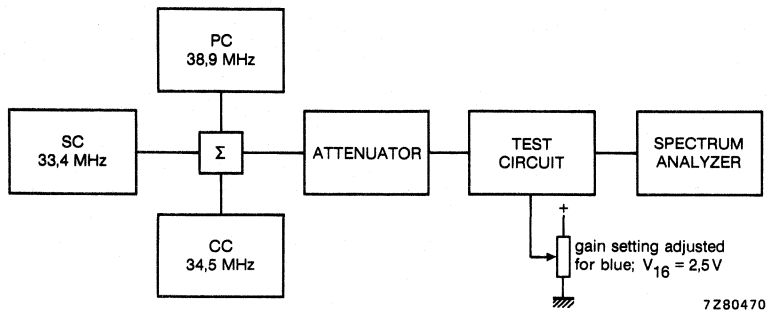 PC
38,9 MHz
SC
33,4 MHz
Σ
ATTENUATOR
TEST
CIRCUIT
SPECTRUM
ANALYZER
CC
34,5 MHz
+
gain setting adjusted
for blue; V16 = 2,5 V
7Z80470